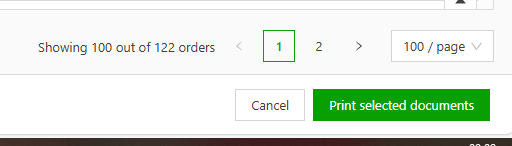 Showing 100 out of 122 orders < 1 2 > 100 / page
Cancel Print selected documents